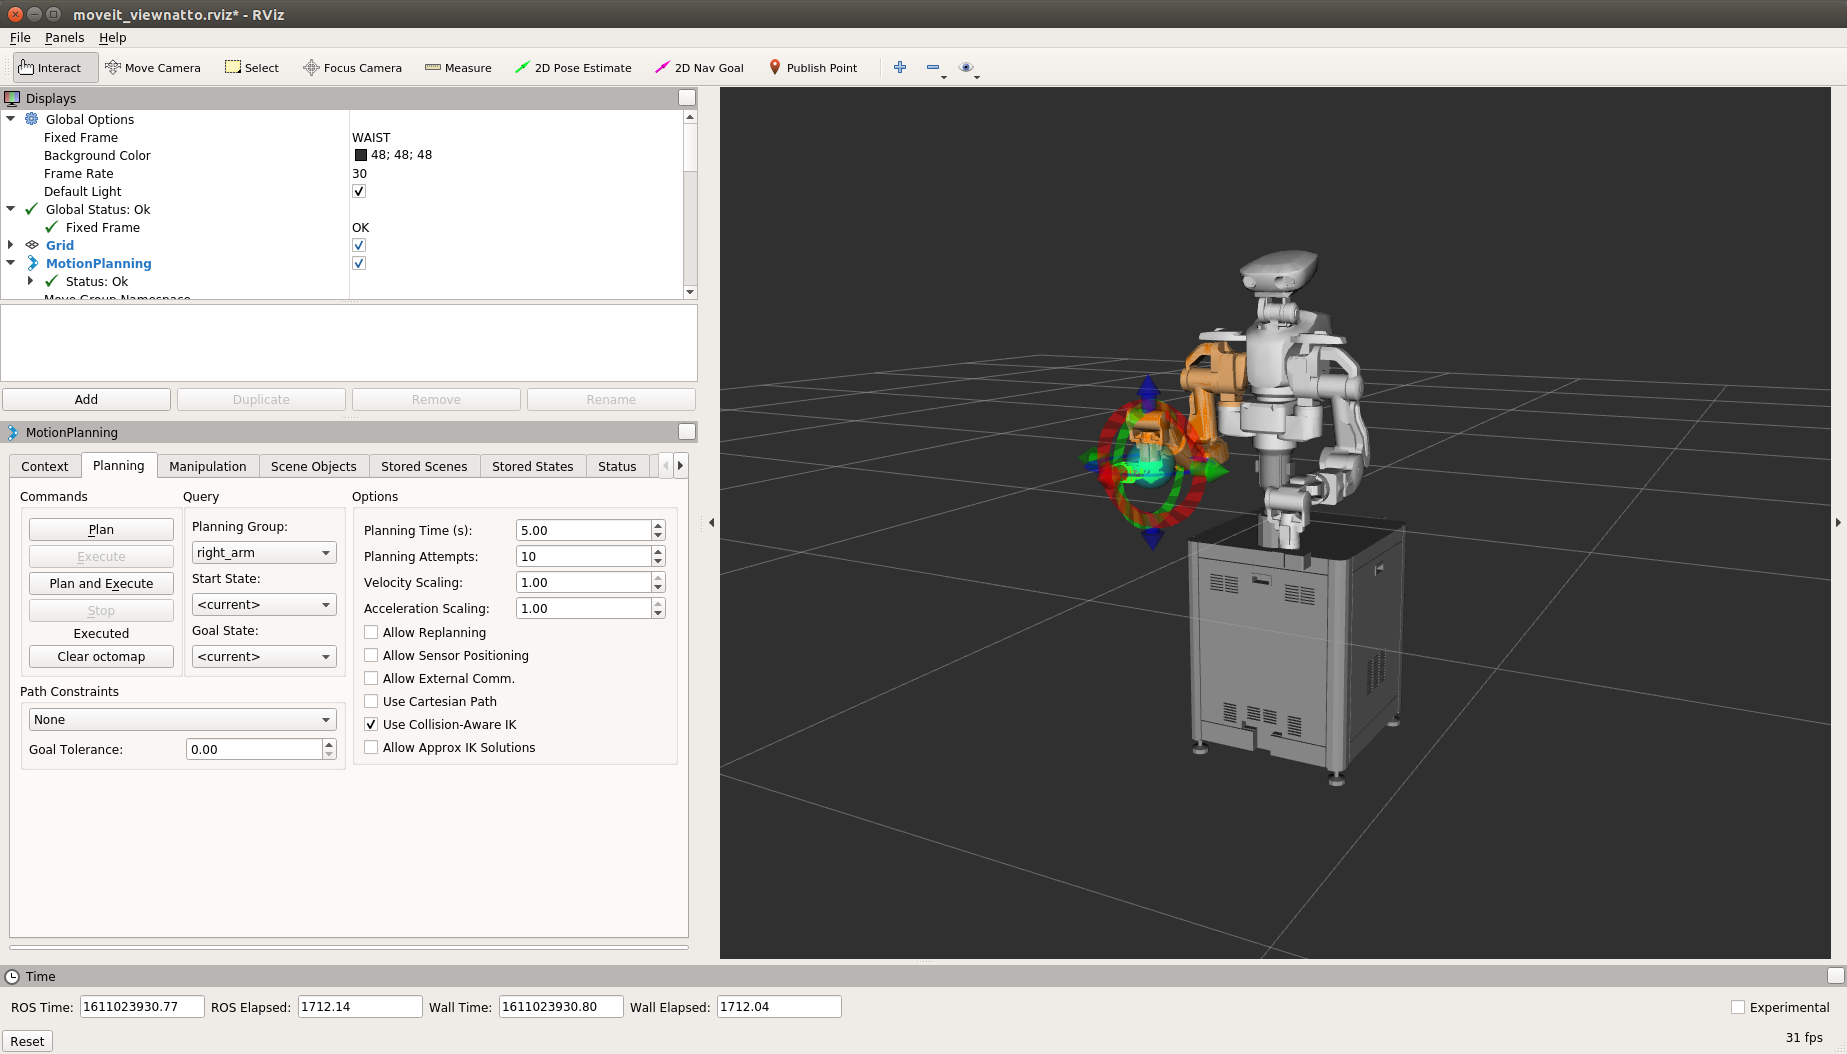 moveit_viewnatto.rviz* - RViz
File Panels Help
Interact Move Camera Select Focus Camera Measure 2D Pose Estimate 2D Nav Goal Publish Point
Displays
Global Options
Fixed Frame WAIST
Background Color 48; 48; 48
Frame Rate 30
Default Light
Global Status: Ok
Fixed Frame OK
Grid
MotionPlanning
Status: Ok
Move Group Namespace
Add Duplicate Remove Rename
MotionPlanning
Context Planning Manipulation Scene Objects Stored Scenes Stored States Status
Commands Query Options
Plan
Execute
Plan and Execute
Stop
Executed
Clear octomap
Planning Group:
right_arm
Start State:
<current>
Goal State:
<current>
Planning Time (s): 5.00
Planning Attempts: 10
Velocity Scaling: 1.00
Acceleration Scaling: 1.00
Allow Replanning
Allow Sensor Positioning
Allow External Comm.
Use Cartesian Path
Use Collision-Aware IK
Allow Approx IK Solutions
Path Constraints
None
Goal Tolerance: 0.00
Time
ROS Time: 1611023930.77 ROS Elapsed: 1712.14 Wall Time: 1611023930.80 Wall Elapsed: 1712.04 Experimental
Reset 31 fps